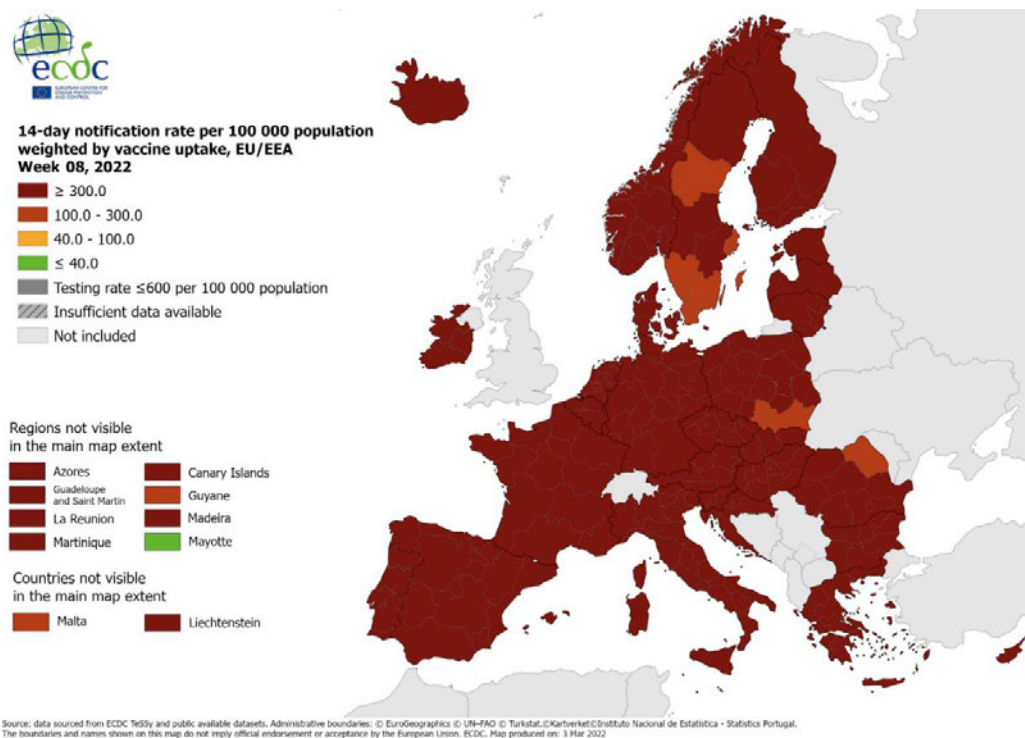 ecdc
EUROPEAN CENTRE FOR
DISEASE PREVENTION
AND CONTROL
14-day notification rate per 100 000 population
weighted by vaccine uptake, EU/EEA
Week 08, 2022
≥ 300.0
100.0 - 300.0
40.0 - 100.0
≤ 40.0
Testing rate ≤600 per 100 000 population
Insufficient data available
Not included
Regions not visible
in the main map extent
Azores
Canary Islands
Guadeloupe
and Saint Martin
Guyane
La Reunion
Madeira
Martinique
Mayotte
Countries not visible
in the main map extent
Malta
Liechtenstein
Source: data sourced from ECDC TeSSy and public available datasets. Administrative boundaries: © EuroGeographics © UN–FAO © Turkstat.©Kartverket©Instituto Nacional de Estatística - Statistics Portugal.
The boundaries and names shown on this map do not imply official endorsement or acceptance by the European Union. ECDC. Map produced on: 3 Mar 2022